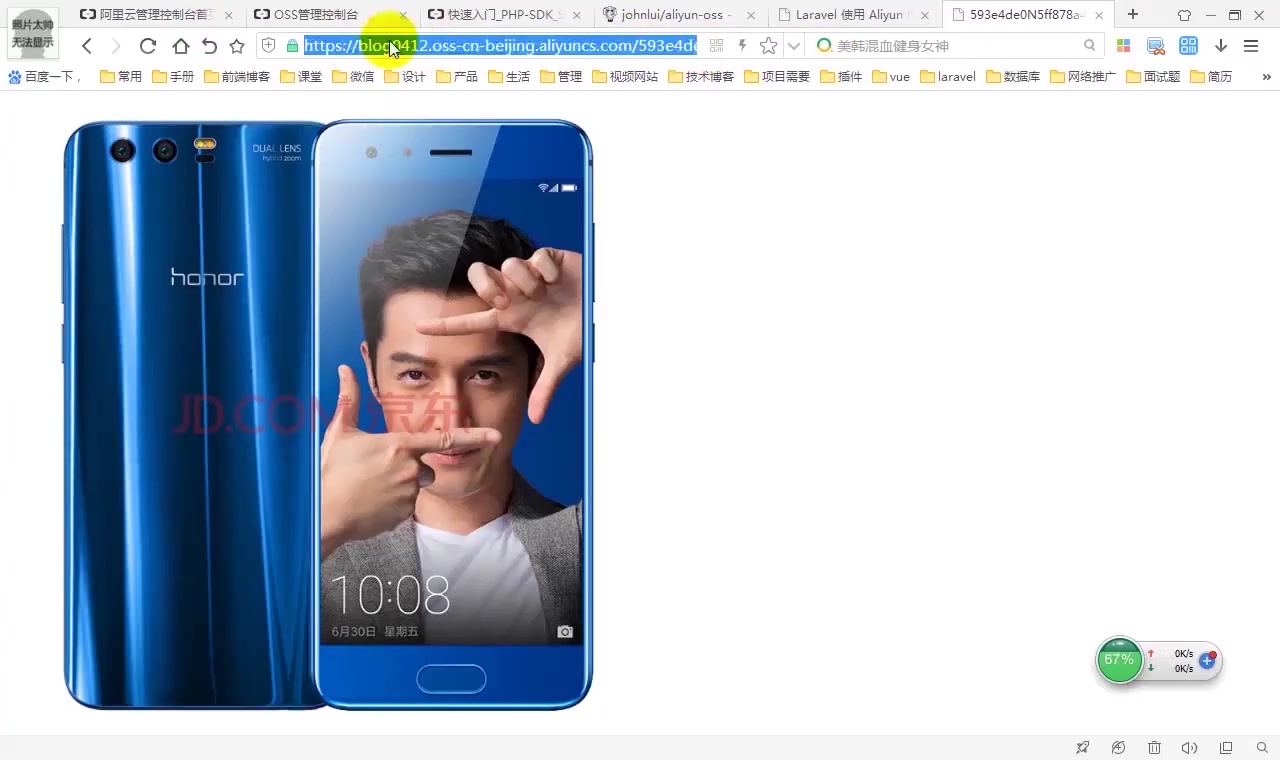 照片太帅
无法显示
阿里云管理控制台首页
OSS管理控制台
快速入门_PHP-SDK_S
johnlui/aliyun-oss
Laravel 使用 Aliyun
593e4de0N5ff878a4
https://blog0412.oss-cn-beijing.aliyuncs.com/593e4de
美韩混血健身女神
百度一下，
常用
手册
前端博客
课堂
微信
设计
产品
生活
管理
视频网站
技术博客
项目需要
插件
vue
laravel
数据库
网络推广
面试题
简历
»
DUAL LENS
hybrid zoom
honor
JD.COM 京东
10:08
6月30日 星期五
67%
0K/s
0K/s